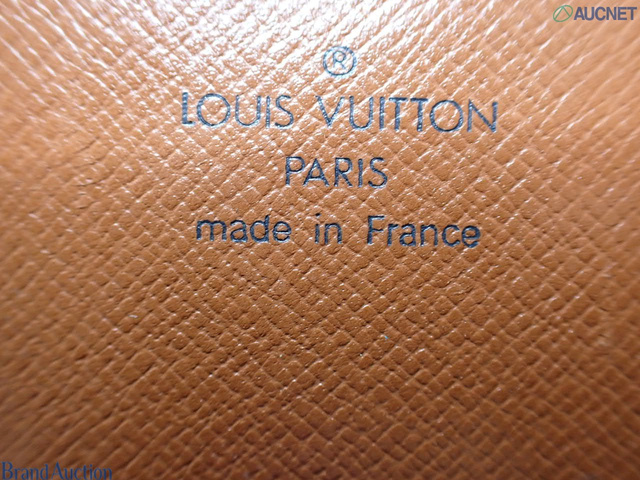 AUCNET
®
LOUIS VUITTON
PARIS
made in France
Brand Auction